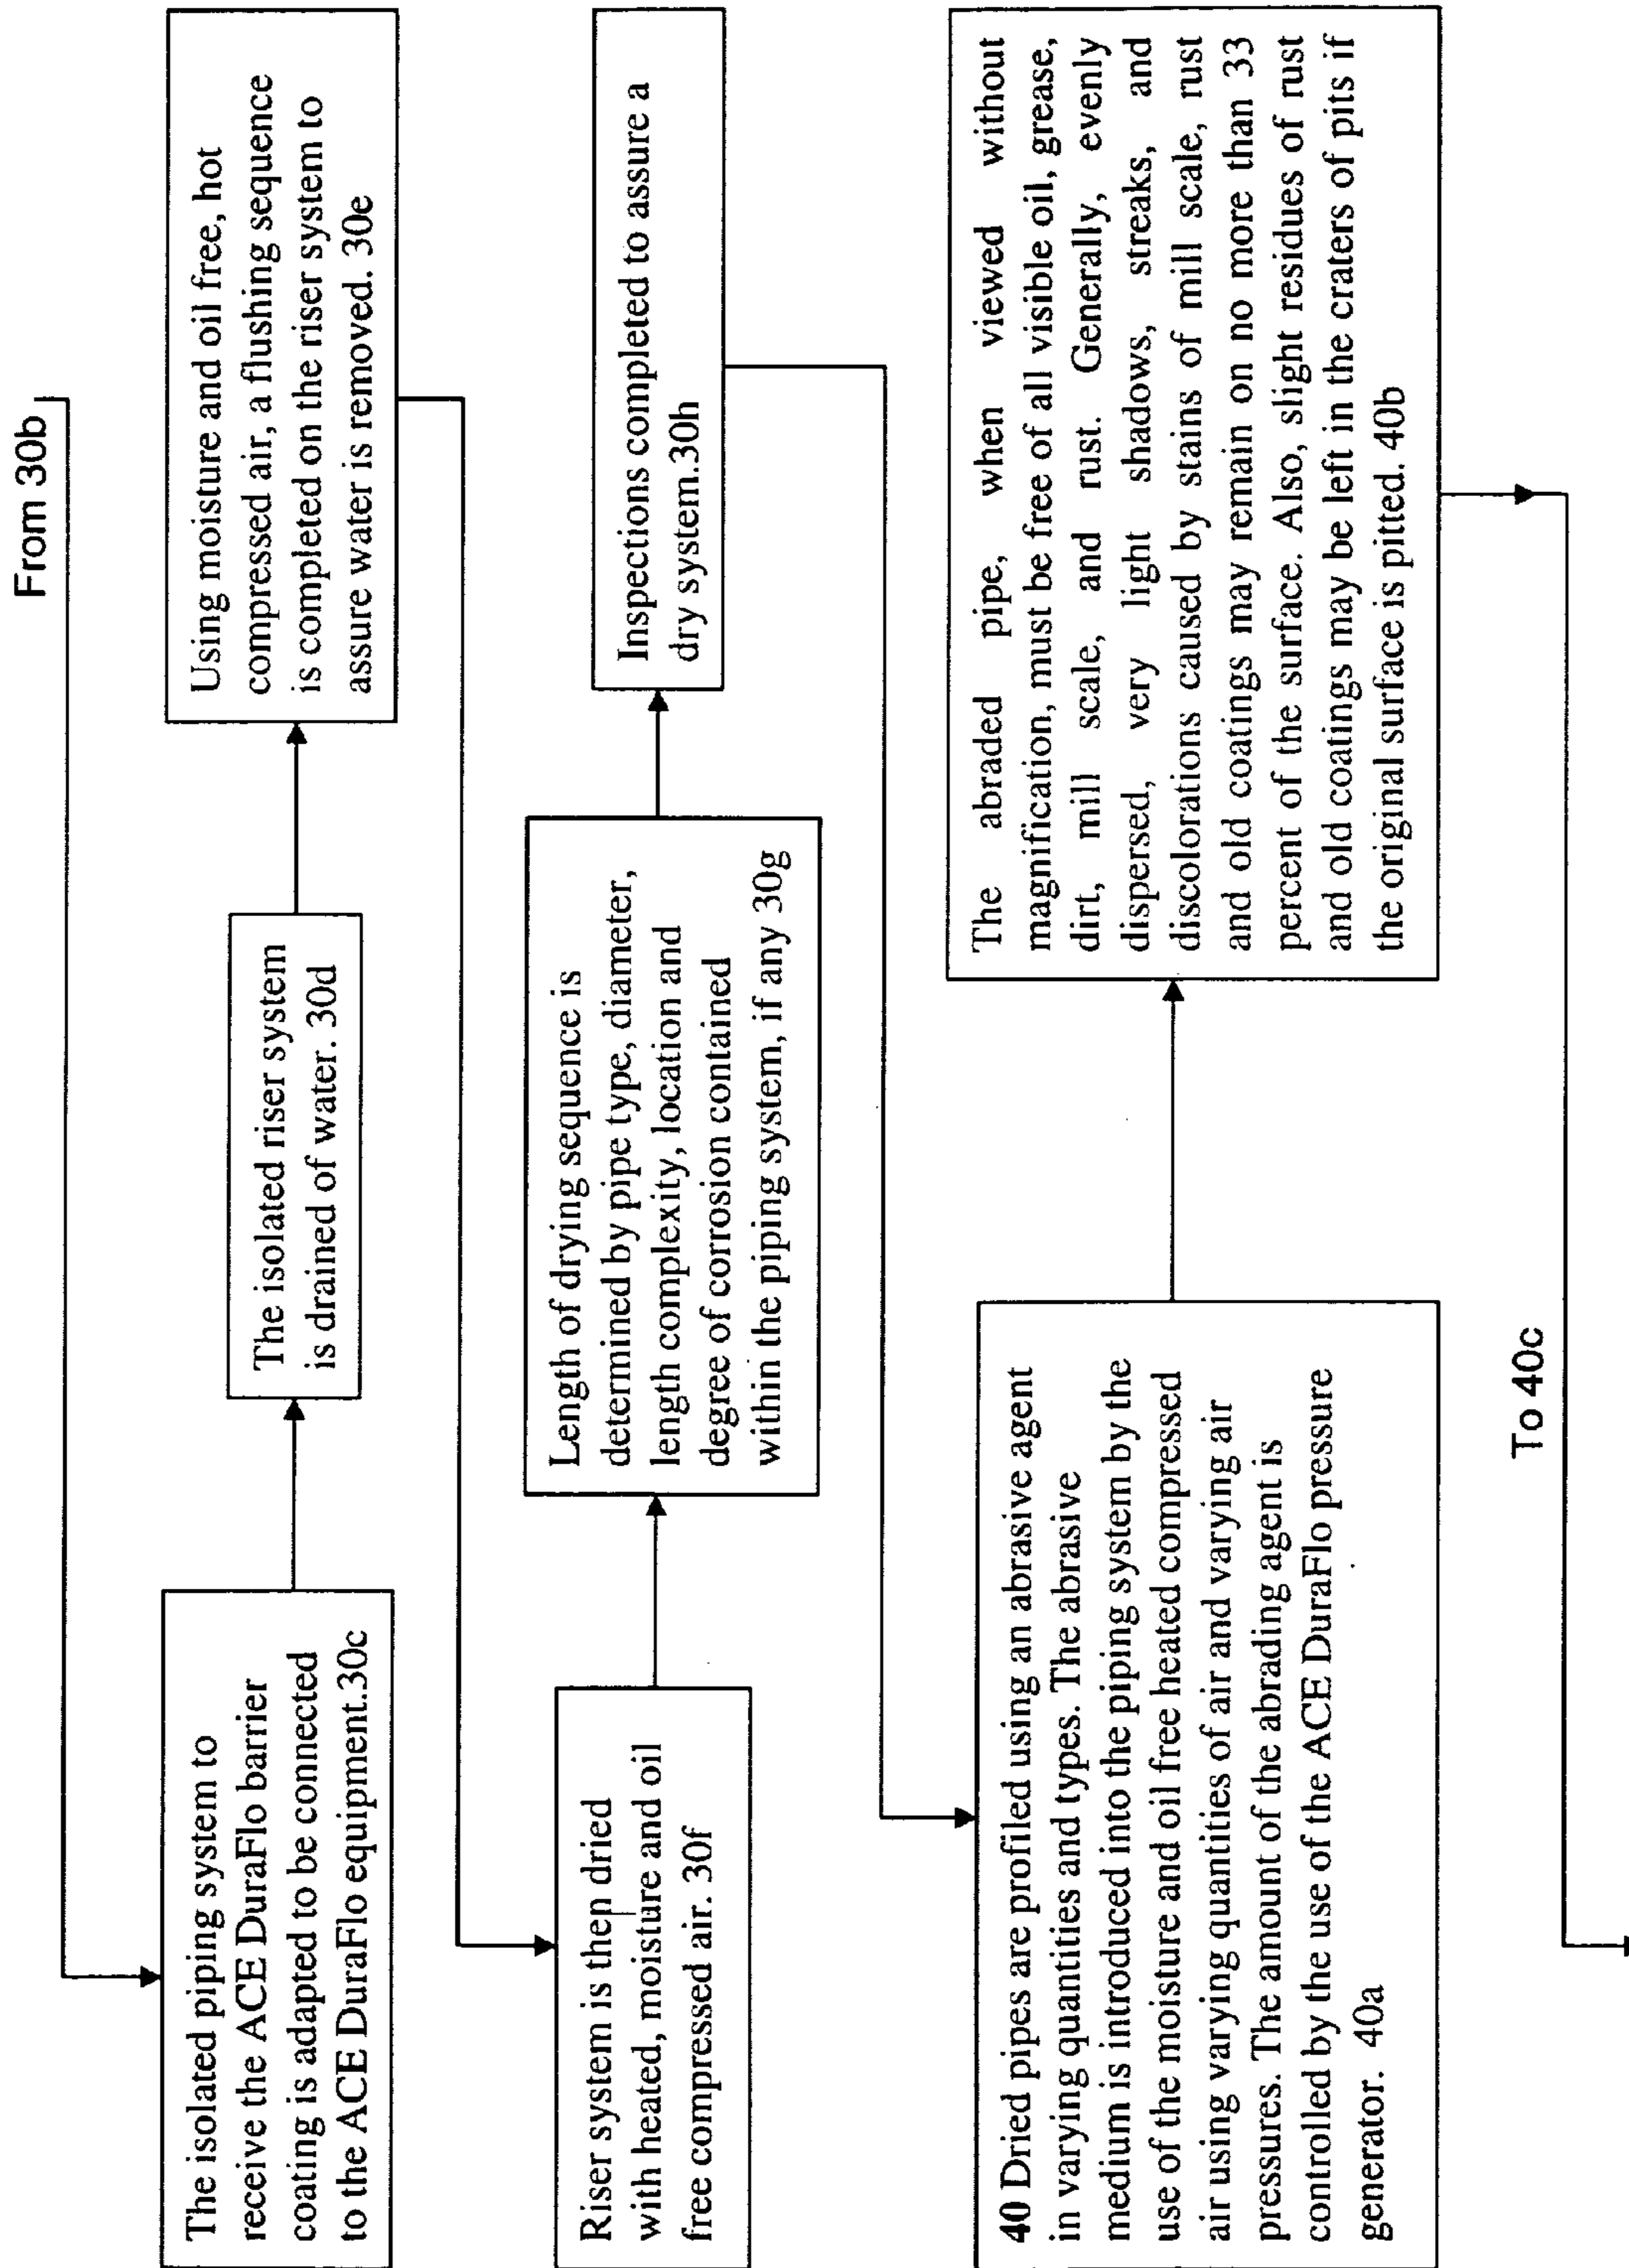 From 30b
The isolated piping system to
receive the ACE DuraFlo barrier
coating is adapted to be connected
to the ACE DuraFlo equipment.30c
The isolated riser system
is drained of water. 30d
Using moisture and oil free, hot
compressed air, a flushing sequence
is completed on the riser system to
assure water is removed. 30e
Riser system is then dried
with heated, moisture and oil
free compressed air. 30f
Length of drying sequence is
determined by pipe type, diameter,
length complexity, location and
degree of corrosion contained
within the piping system, if any 30g
Inspections completed to assure a
dry system.30h
40 Dried pipes are profiled using an abrasive agent
in varying quantities and types. The abrasive
medium is introduced into the piping system by the
use of the moisture and oil free heated compressed
air using varying quantities of air and varying air
pressures. The amount of the abrading agent is
controlled by the use of the ACE DuraFlo pressure
generator. 40a
The abraded pipe, when viewed without
magnification, must be free of all visible oil, grease,
dirt, mill scale, and rust. Generally, evenly
dispersed, very light shadows, streaks, and
discolorations caused by stains of mill scale, rust
and old coatings may remain on no more than 33
percent of the surface. Also, slight residues of rust
and old coatings may be left in the craters of pits if
the original surface is pitted. 40b
To 40c